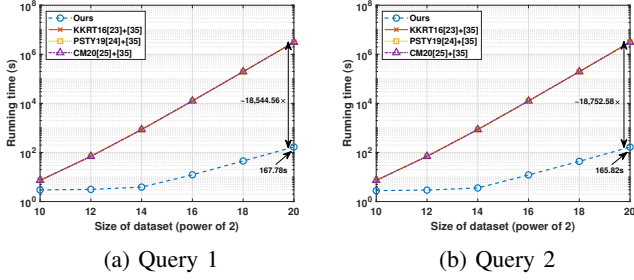 Ours
KKRT16[23]+[35]
PSTY19[24]+[35]
CM20[25]+[35]
Running time (s)
10^8
10^6
10^4
10^2
10^0
~18,544.56×
167.78s
10 12 14 16 18 20
Size of dataset (power of 2)
(a) Query 1
Ours
KKRT16[23]+[35]
PSTY19[24]+[35]
CM20[25]+[35]
Running time (s)
10^8
10^6
10^4
10^2
10^0
~18,752.58×
165.82s
10 12 14 16 18 20
Size of dataset (power of 2)
(b) Query 2